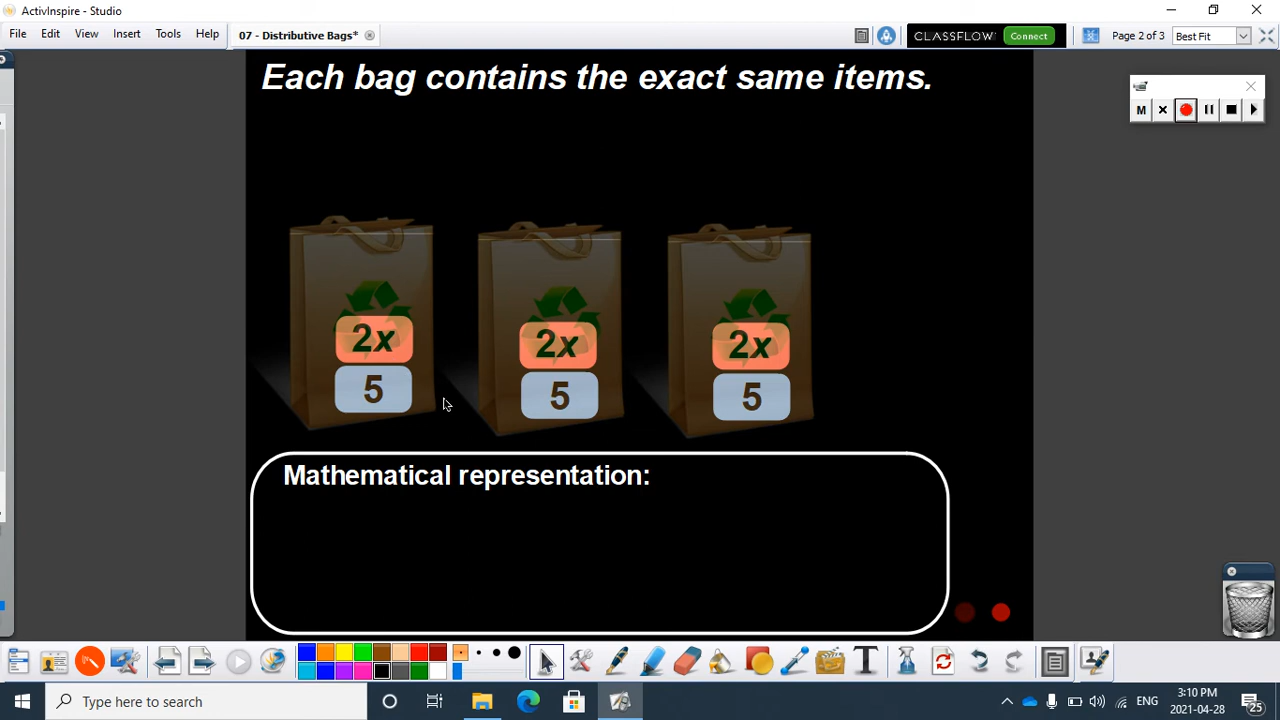 ActivInspire - Studio
File Edit View Insert Tools Help 07 - Distributive Bags* CLASSFLOW Connect Page 2 of 3 Best Fit
Each bag contains the exact same items.
M
2x 2x 2x
5 5 5
Mathematical representation:
Type here to search
ENG
3:10 PM
2021-04-28
25